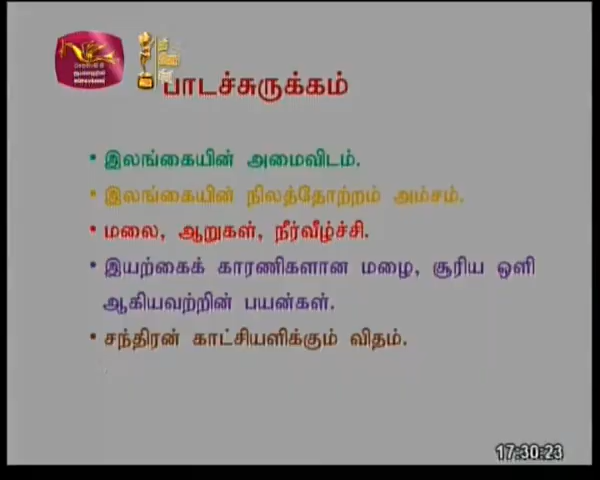 பாடச்சுருக்கம்
• இலங்கையின் அமைவிடம்.
• இலங்கையின் நிலத்தோற்றம் அம்சம்.
• மலை, ஆறுகள், நீர்வீழ்ச்சி.
• இயற்கைக் காரணிகளான மழை, சூரிய ஒளி
ஆகியவற்றின் பயன்கள்.
• சந்திரன் காட்சியளிக்கும் விதம்.
17:30:23